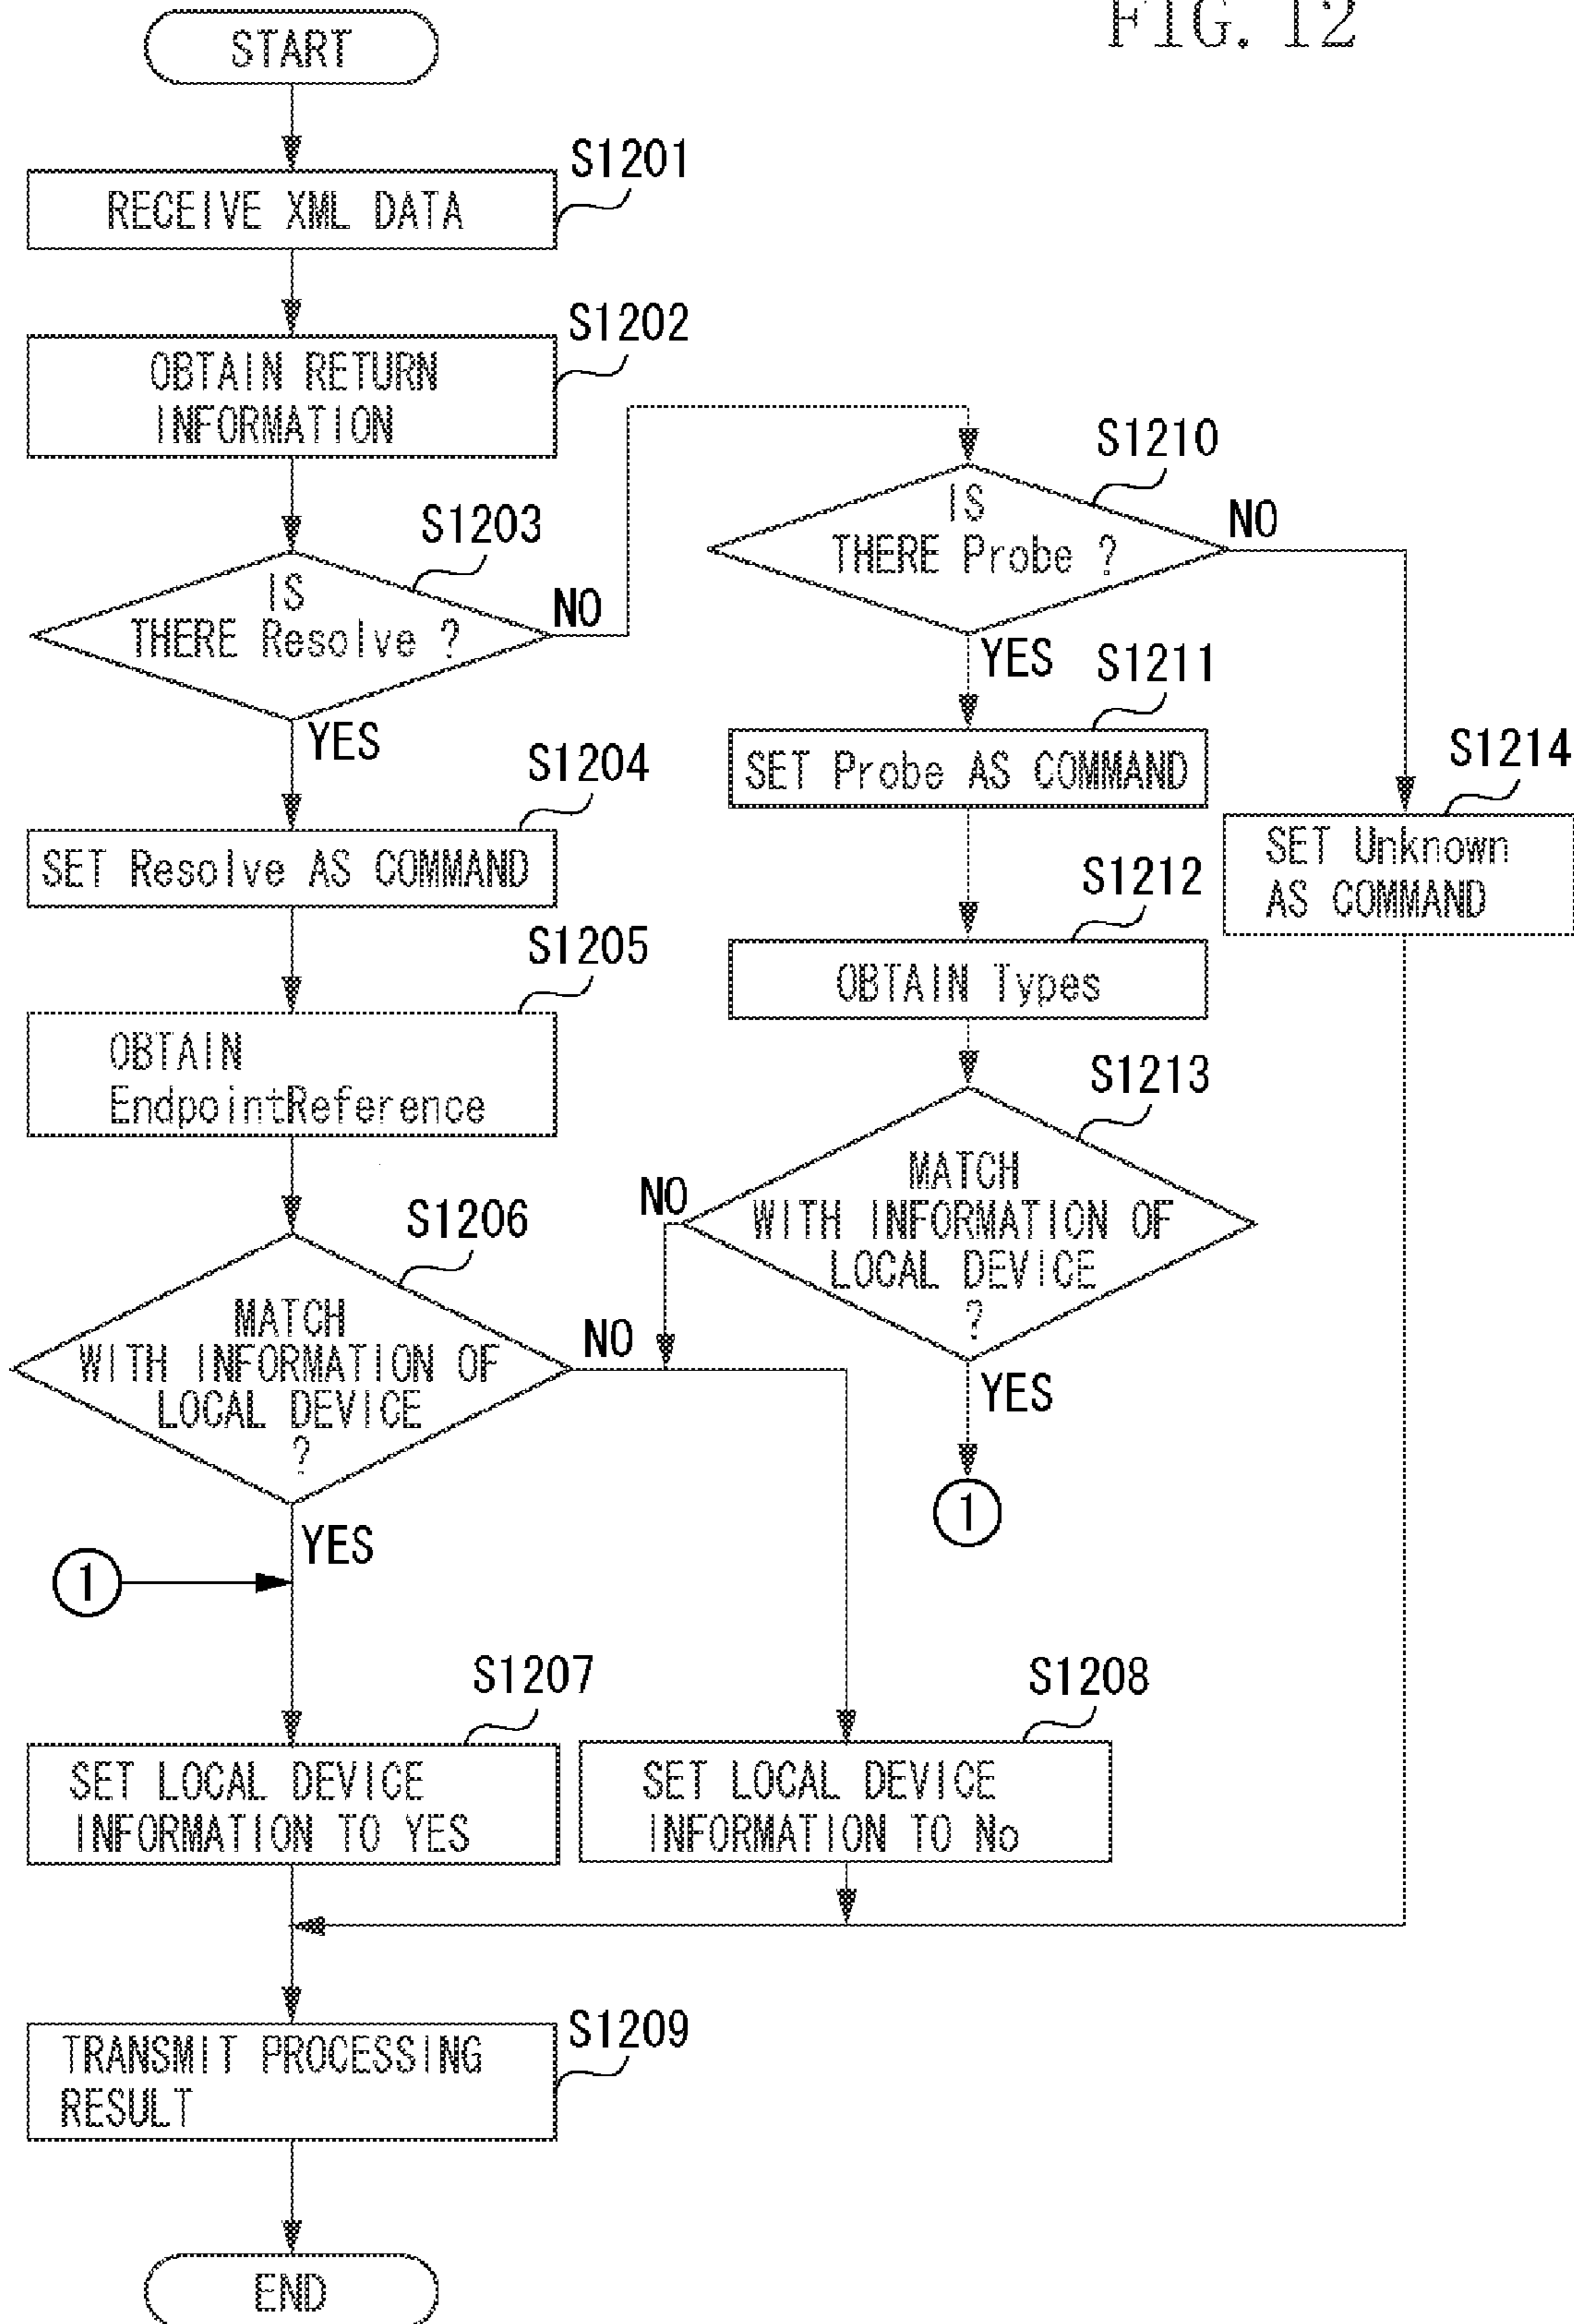 FIG. 12
START
S1201
RECEIVE XML DATA
S1202
OBTAIN RETURN
INFORMATION
S1203
IS
THERE Resolve ?
NO
YES
S1204
SET Resolve AS COMMAND
S1205
OBTAIN
EndpointReference
S1206
MATCH
WITH INFORMATION OF
LOCAL DEVICE
?
NO
YES
1
S1207
SET LOCAL DEVICE
INFORMATION TO YES
S1208
SET LOCAL DEVICE
INFORMATION TO No
S1209
TRANSMIT PROCESSING
RESULT
END
S1210
IS
THERE Probe ?
NO
YES
S1211
SET Probe AS COMMAND
S1212
OBTAIN Types
S1213
MATCH
WITH INFORMATION OF
LOCAL DEVICE
?
NO
YES
1
S1214
SET Unknown
AS COMMAND